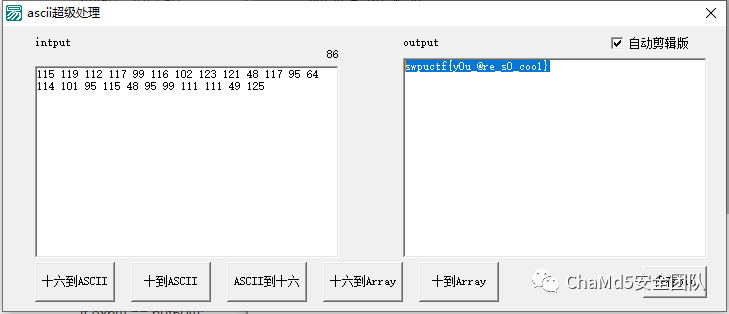 ascii超级处理
intput
86
output
自动剪辑版
115 119 112 117 99 116 102 123 121 48 117 95 64
114 101 95 115 48 95 99 111 111 49 125
swpuctf{y0u_@re_s0_coo1}
十六到ASCII
十到ASCII
ASCII到十六
十六到Array
十到Array
ChaMd5安全团队